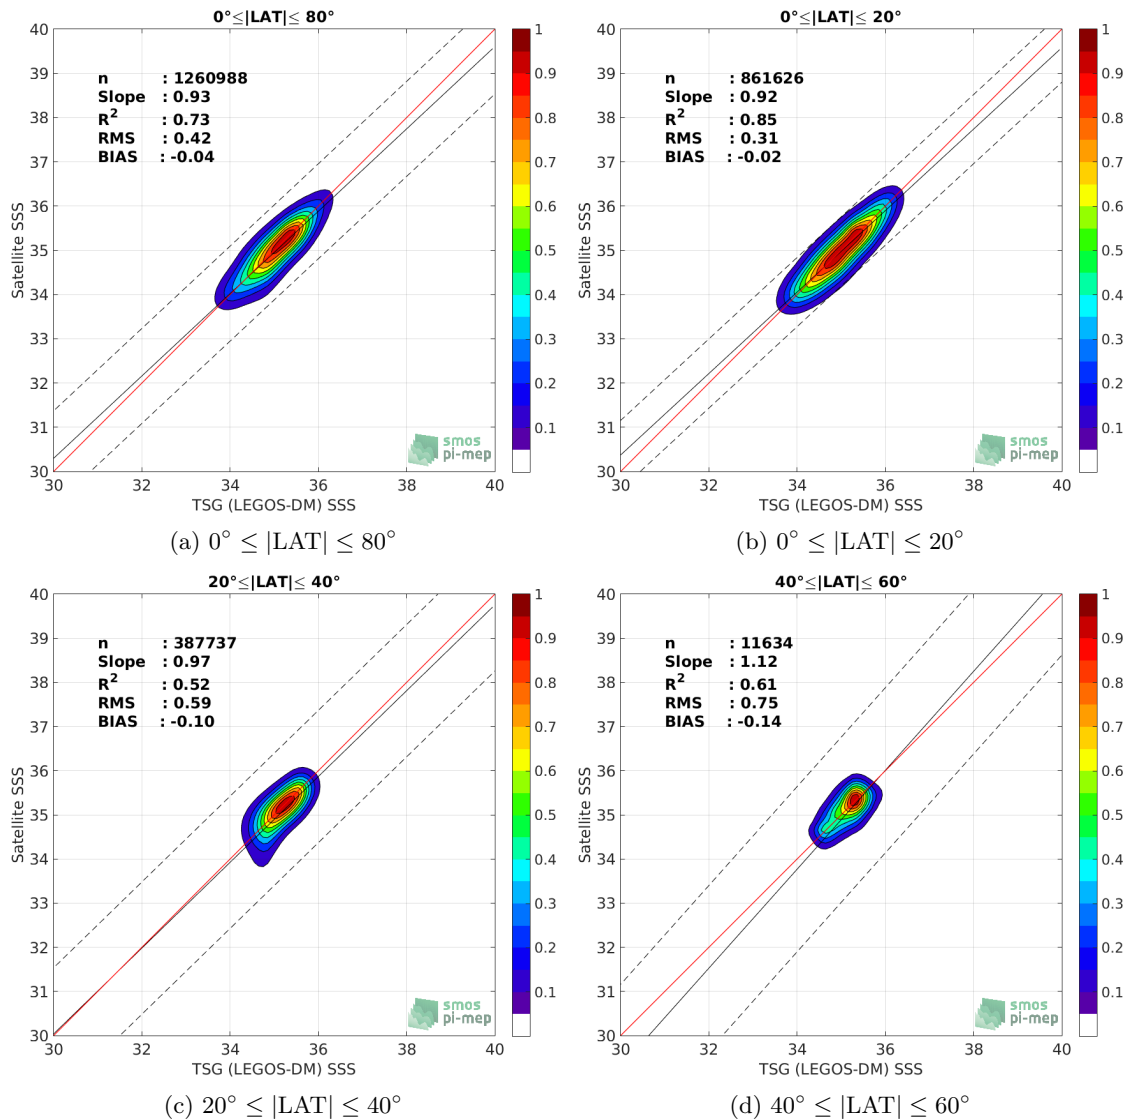 0°≤|LAT|≤ 80°
n : 1260988
Slope : 0.93
R² : 0.73
RMS : 0.42
BIAS : -0.04
40
39
38
37
36
35
34
33
32
31
30
Satellite SSS
30 32 34 36 38 40
TSG (LEGOS-DM) SSS
1
0.9
0.8
0.7
0.6
0.5
0.4
0.3
0.2
0.1
smos
pi-mep
(a) 0° ≤ |LAT| ≤ 80°
0°≤|LAT|≤ 20°
n : 861626
Slope : 0.92
R² : 0.85
RMS : 0.31
BIAS : -0.02
40
39
38
37
36
35
34
33
32
31
30
Satellite SSS
30 32 34 36 38 40
TSG (LEGOS-DM) SSS
1
0.9
0.8
0.7
0.6
0.5
0.4
0.3
0.2
0.1
smos
pi-mep
(b) 0° ≤ |LAT| ≤ 20°
20°≤|LAT|≤ 40°
n : 387737
Slope : 0.97
R² : 0.52
RMS : 0.59
BIAS : -0.10
40
39
38
37
36
35
34
33
32
31
30
Satellite SSS
30 32 34 36 38 40
TSG (LEGOS-DM) SSS
1
0.9
0.8
0.7
0.6
0.5
0.4
0.3
0.2
0.1
smos
pi-mep
(c) 20° ≤ |LAT| ≤ 40°
40°≤|LAT|≤ 60°
n : 11634
Slope : 1.12
R² : 0.61
RMS : 0.75
BIAS : -0.14
40
39
38
37
36
35
34
33
32
31
30
Satellite SSS
30 32 34 36 38 40
TSG (LEGOS-DM) SSS
1
0.9
0.8
0.7
0.6
0.5
0.4
0.3
0.2
0.1
smos
pi-mep
(d) 40° ≤ |LAT| ≤ 60°